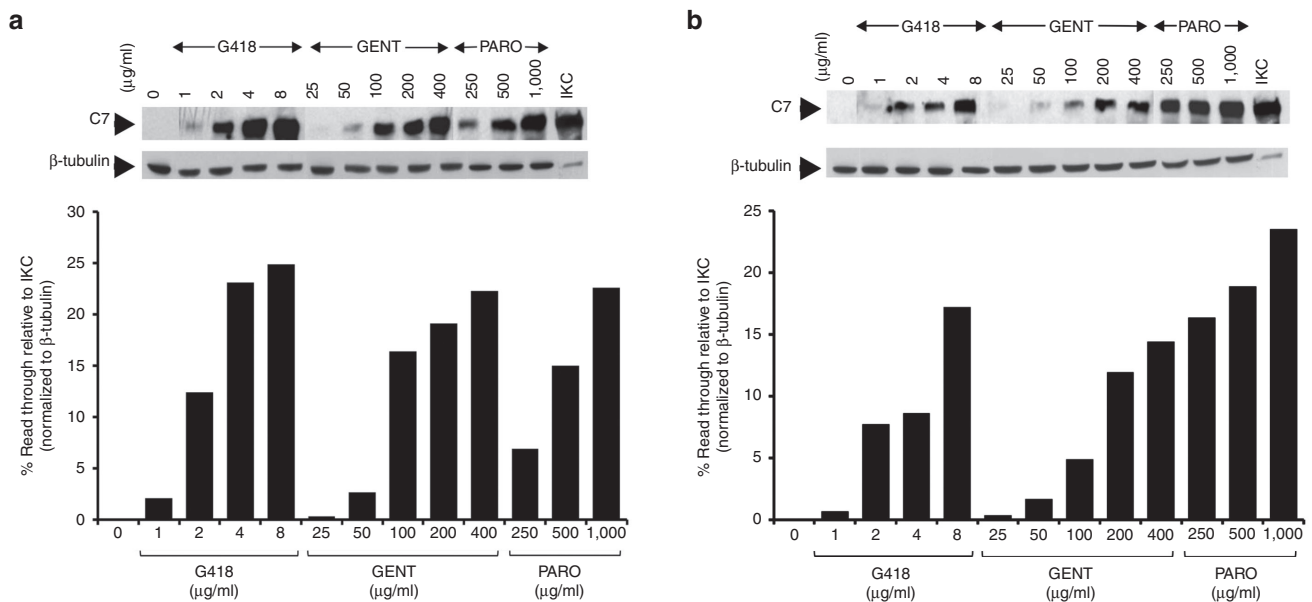 a
G418 GENT PARO
(μg/ml) 0 1 2 4 8 25 50 100 200 400 250 500 1,000 IKC
C7
β-tubulin
30
25
20
15
10
5
0
% Read through relative to IKC
(normalized to β-tubulin)
0 1 2 4 8 25 50 100 200 400 250 500 1,000
G418 GENT PARO
(μg/ml) (μg/ml) (μg/ml)
b
G418 GENT PARO
(μg/ml) 0 1 2 4 8 25 50 100 200 400 250 500 1,000 IKC
C7
β-tubulin
25
20
15
10
5
0
% Read through relative to IKC
(normalized to β-tubulin)
0 1 2 4 8 25 50 100 200 400 250 500 1,000
G418 GENT PARO
(μg/ml) (μg/ml) (μg/ml)